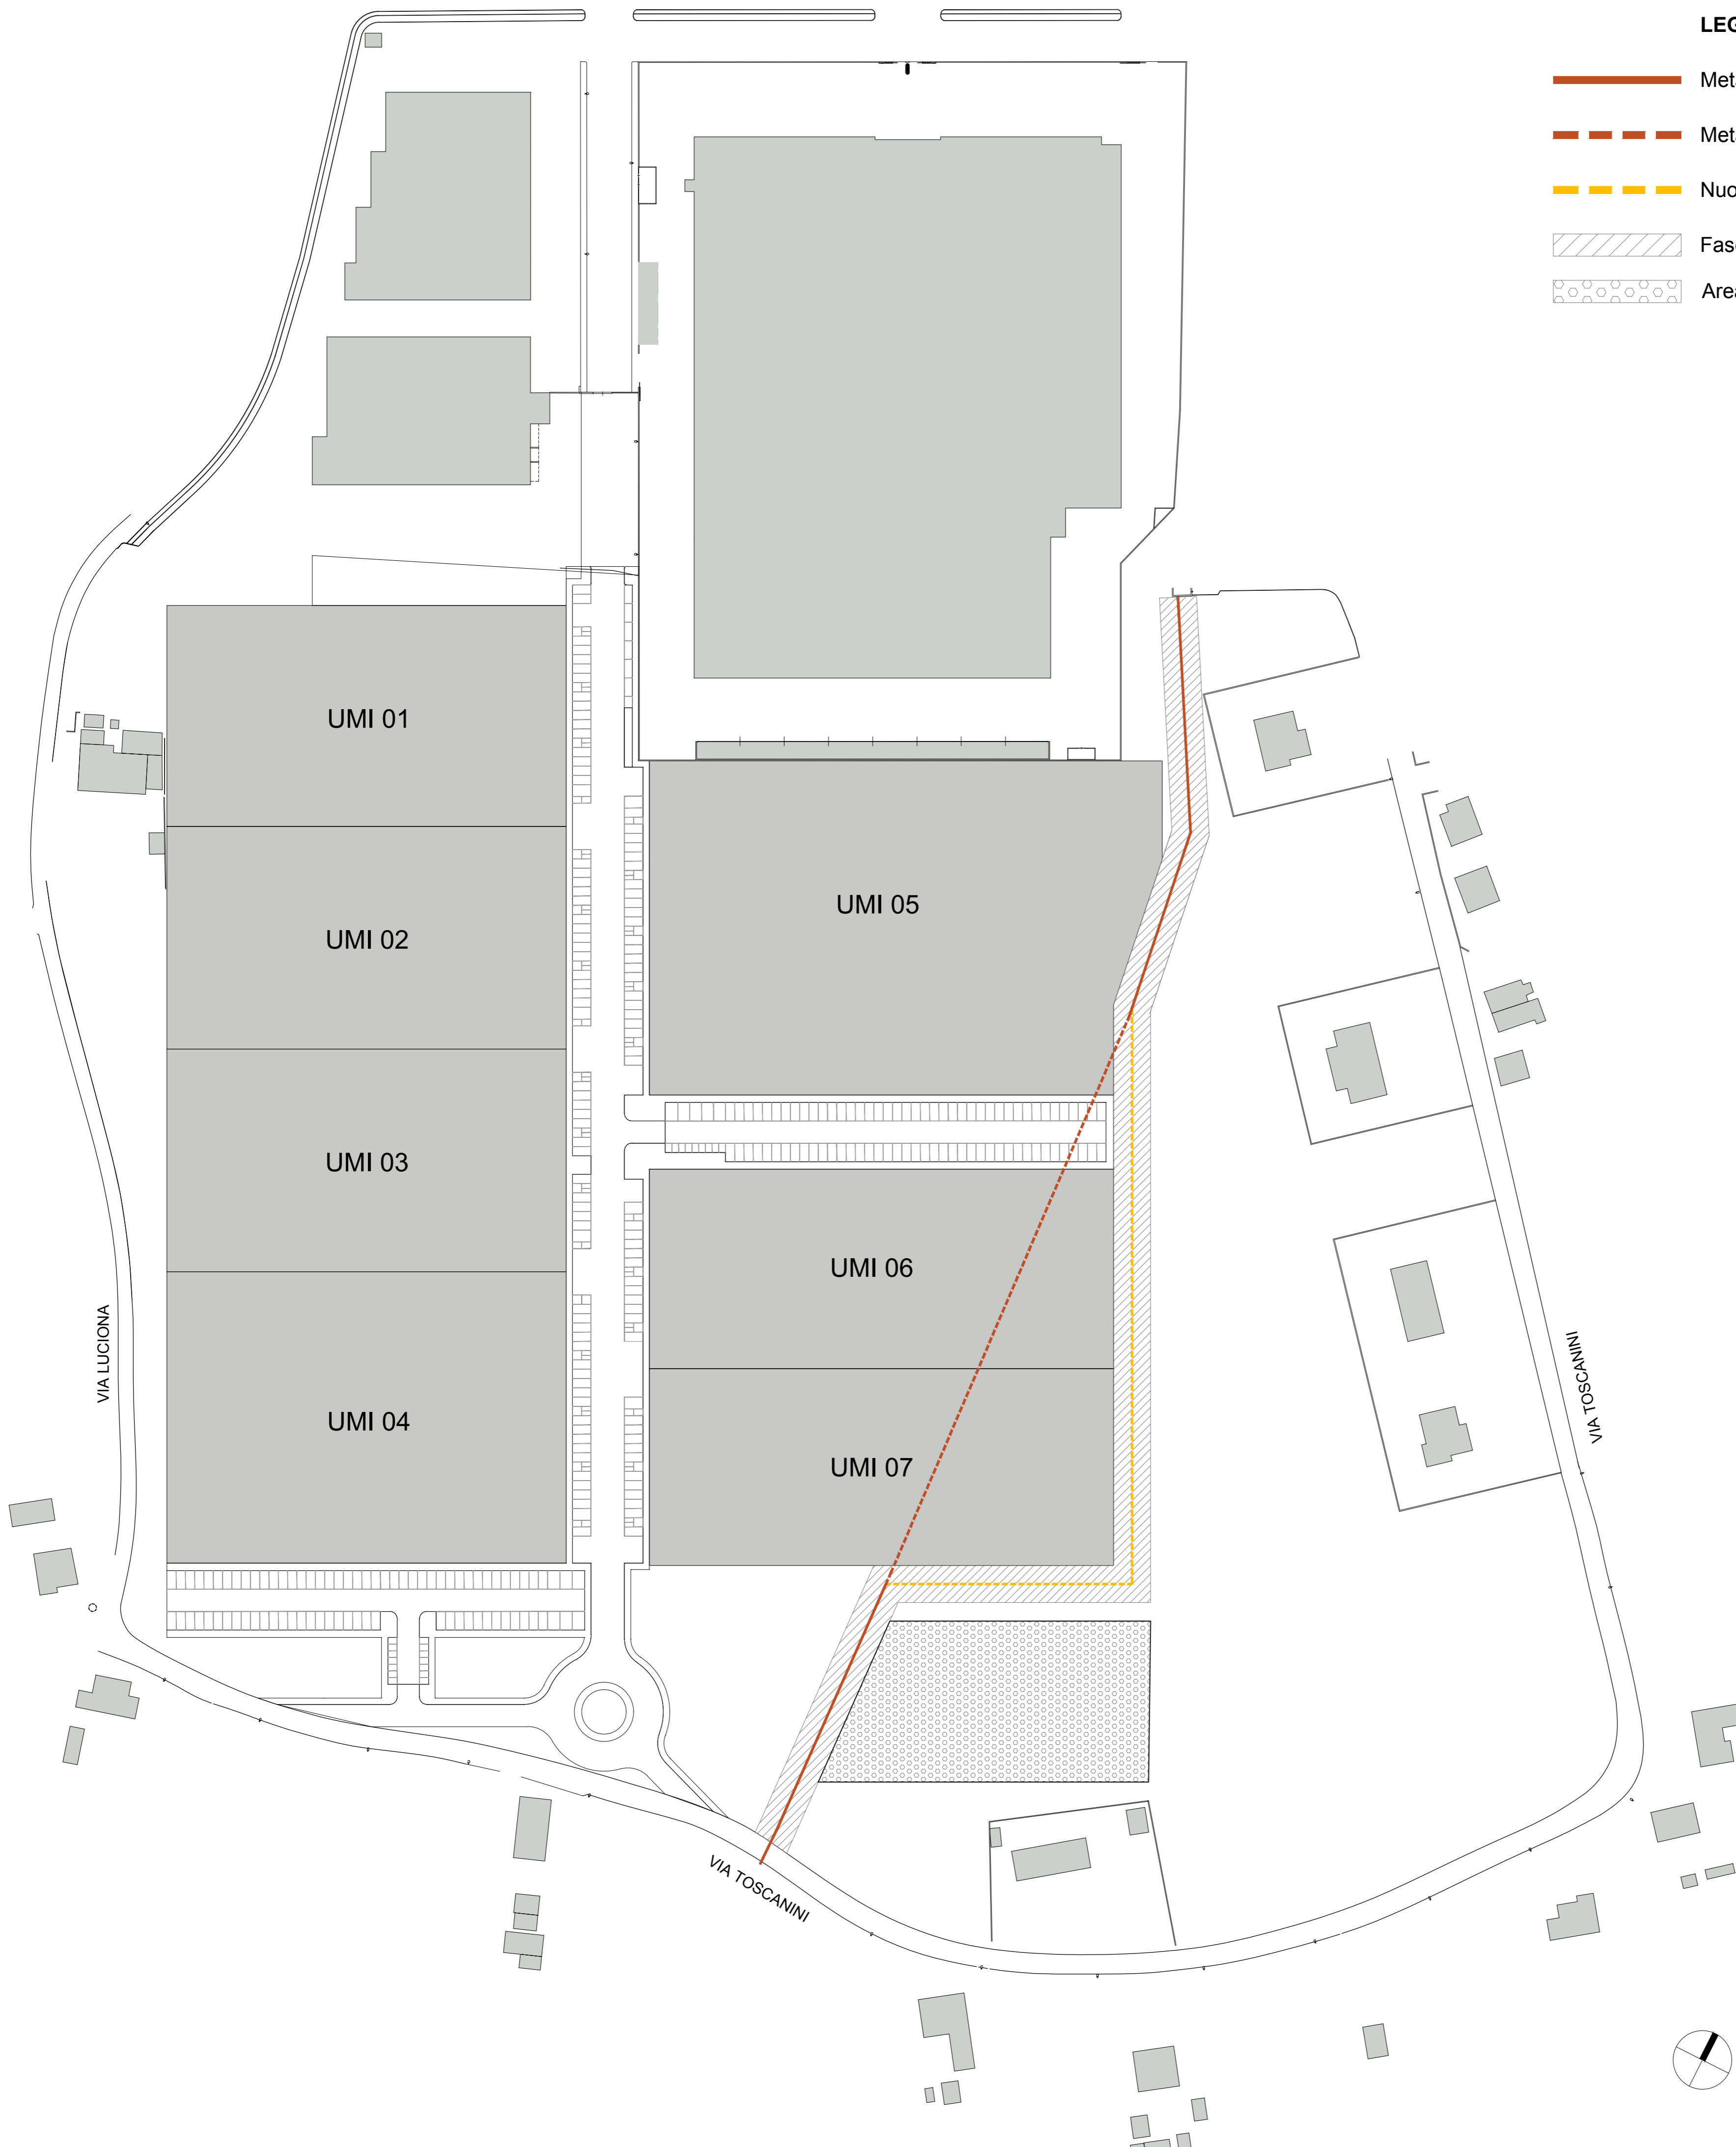 LEG
Met
Met
Nuo
Fas
Area
UMI 01
UMI 05
UMI 02
UMI 03
UMI 06
UMI 04
UMI 07
VIA LUCIONA
VIA TOSCANINI
VIA TOSCANINI